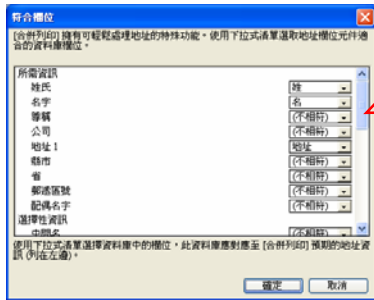 符合欄位
[合併列印] 擁有可輕鬆處理地址的特殊功能。使用下拉式清單選取地址欄位元件適
合的資料庫欄位。
所需資訊
姓氏 姓
名字 名
尊稱 (不相符)
公司 (不相符)
地址 1 地址
縣市 (不相符)
省 (不相符)
郵遞區號 (不相符)
配偶名字 (不相符)
選擇性資訊
中間名 (不相符)
使用下拉式清單選擇資料庫中的欄位，此資料庫應對應至 [合併列印] 預期的地址資
訊 (列在左邊)。
確定 取消